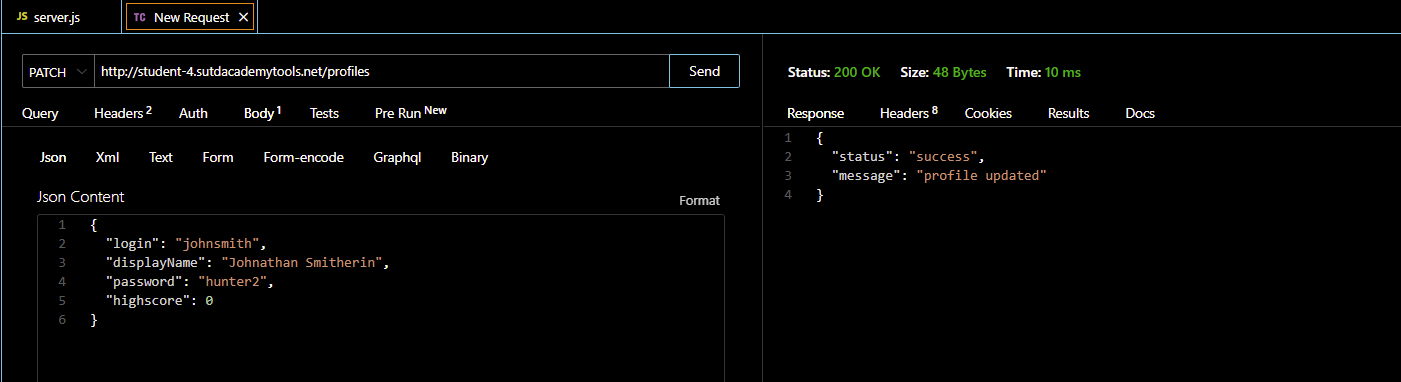 JS server.js TC New Request ✕
PATCH http://student-4.sutdacademytools.net/profiles Send
Query Headers 2 Auth Body 1 Tests Pre Run New
Json Xml Text Form Form-encode Graphql Binary
Json Content Format
1 {
2 "login": "johnsmith",
3 "displayName": "Johnathan Smitherin",
4 "password": "hunter2",
5 "highscore": 0
6 }
Status: 200 OK Size: 48 Bytes Time: 10 ms
Response Headers 8 Cookies Results Docs
1 {
2 "status": "success",
3 "message": "profile updated"
4 }